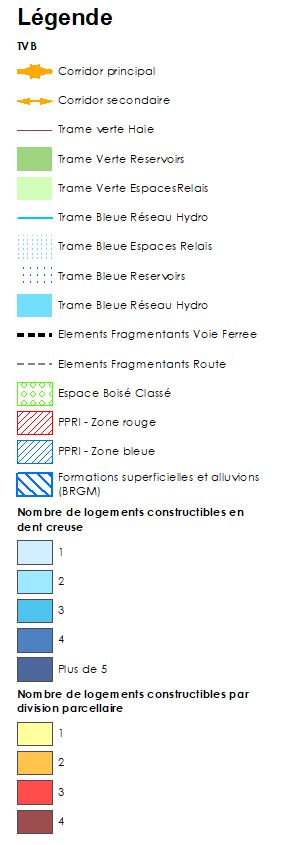 Légende
TVB
Corridor principal
Corridor secondaire
Trame verte Haie
Trame Verte Reservoirs
Trame Verte EspacesRelais
Trame Bleue Réseau Hydro
Trame Bleue Espaces Relais
Trame Bleue Reservoirs
Trame Bleue Réseau Hydro
Elements Fragmentants Voie Ferree
Elements Fragmentants Route
Espace Boisé Classé
PPRI - Zone rouge
PPRI - Zone bleue
Formations superficielles et alluvions
(BRGM)
Nombre de logements constructibles en
dent creuse
1
2
3
4
Plus de 5
Nombre de logements constructibles par
division parcellaire
1
2
3
4